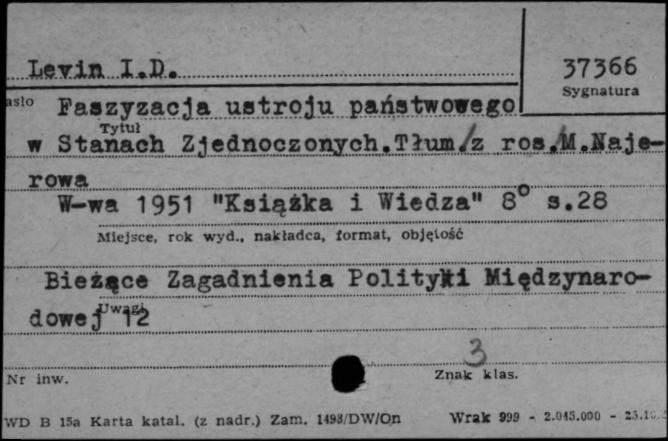 Levin I.D.
37366
Sygnatura
asło Faszyzacja ustroju państwowego
Tytuł
w Stanach Zjednoczonych.Tłum/z ros/M.Naje-
rowa
W-wa 1951 "Książka i Wiedza" 8° s.28
Miejsce, rok wyd., nakładca, format, objętość
Bieżące Zagadnienia Polityki Międzynaro-
dowej 12
Uwagi
3
Nr inw.
Znak klas.
WD B 15a Karta katal. (z nadr.) Zam. 1493/DW/On
Wrak 999 - 2.045.000 -